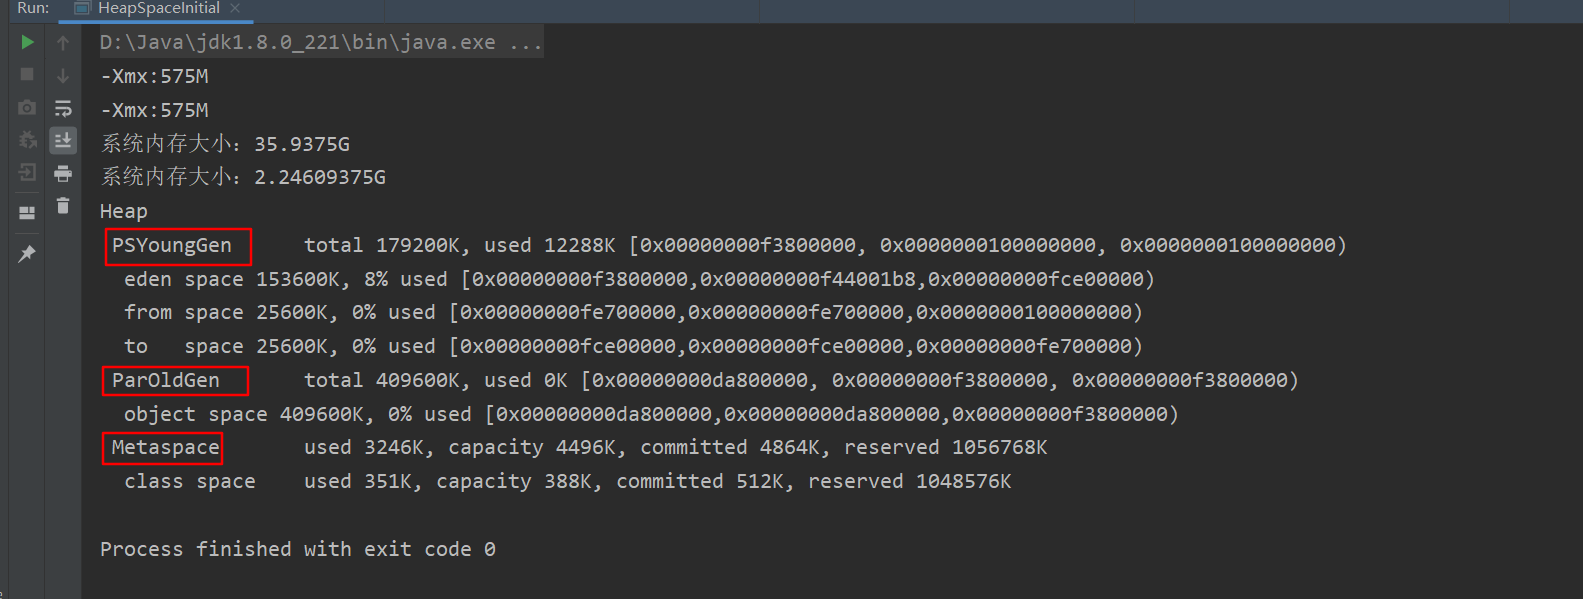 Run: HeapSpaceInitial ×
D:\Java\jdk1.8.0_221\bin\java.exe ...
-Xmx:575M
-Xmx:575M
系统内存大小：35.9375G
系统内存大小：2.24609375G
Heap
PSYoungGen      total 179200K, used 12288K [0x00000000f3800000, 0x0000000100000000, 0x0000000100000000)
eden space 153600K, 8% used [0x00000000f3800000,0x00000000f44001b8,0x00000000fce00000)
from space 25600K, 0% used [0x00000000fe700000,0x00000000fe700000,0x0000000100000000)
to   space 25600K, 0% used [0x00000000fce00000,0x00000000fce00000,0x00000000fe700000)
ParOldGen       total 409600K, used 0K [0x00000000da800000, 0x00000000f3800000, 0x00000000f3800000)
object space 409600K, 0% used [0x00000000da800000,0x00000000da800000,0x00000000f3800000)
Metaspace       used 3246K, capacity 4496K, committed 4864K, reserved 1056768K
class space    used 351K, capacity 388K, committed 512K, reserved 1048576K
Process finished with exit code 0